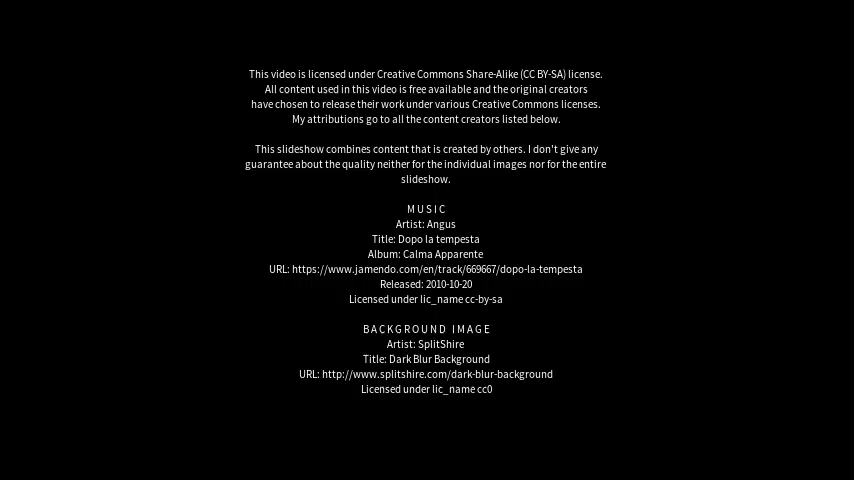 This video is licensed under Creative Commons Share-Alike (CC BY-SA) license.
All content used in this video is free available and the original creators
have chosen to release their work under various Creative Commons licenses.
My attributions go to all the content creators listed below.
This slideshow combines content that is created by others. I don't give any
guarantee about the quality neither for the individual images nor for the entire
slideshow.
MUSIC
Artist: Angus
Title: Dopo la tempesta
Album: Calma Apparente
URL: https://www.jamendo.com/en/track/669667/dopo-la-tempesta
Released: 2010-10-20
Licensed under lic_name cc-by-sa
BACKGROUND IMAGE
Artist: SplitShire
Title: Dark Blur Background
URL: http://www.splitshire.com/dark-blur-background
Licensed under lic_name cc0